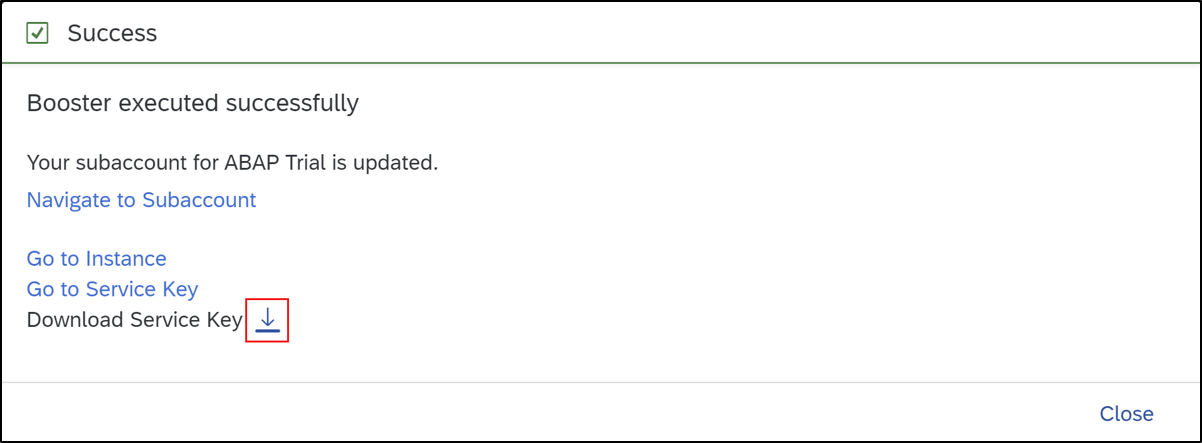 Success
Booster executed successfully
Your subaccount for ABAP Trial is updated.
Navigate to Subaccount
Go to Instance
Go to Service Key
Download Service Key
Close